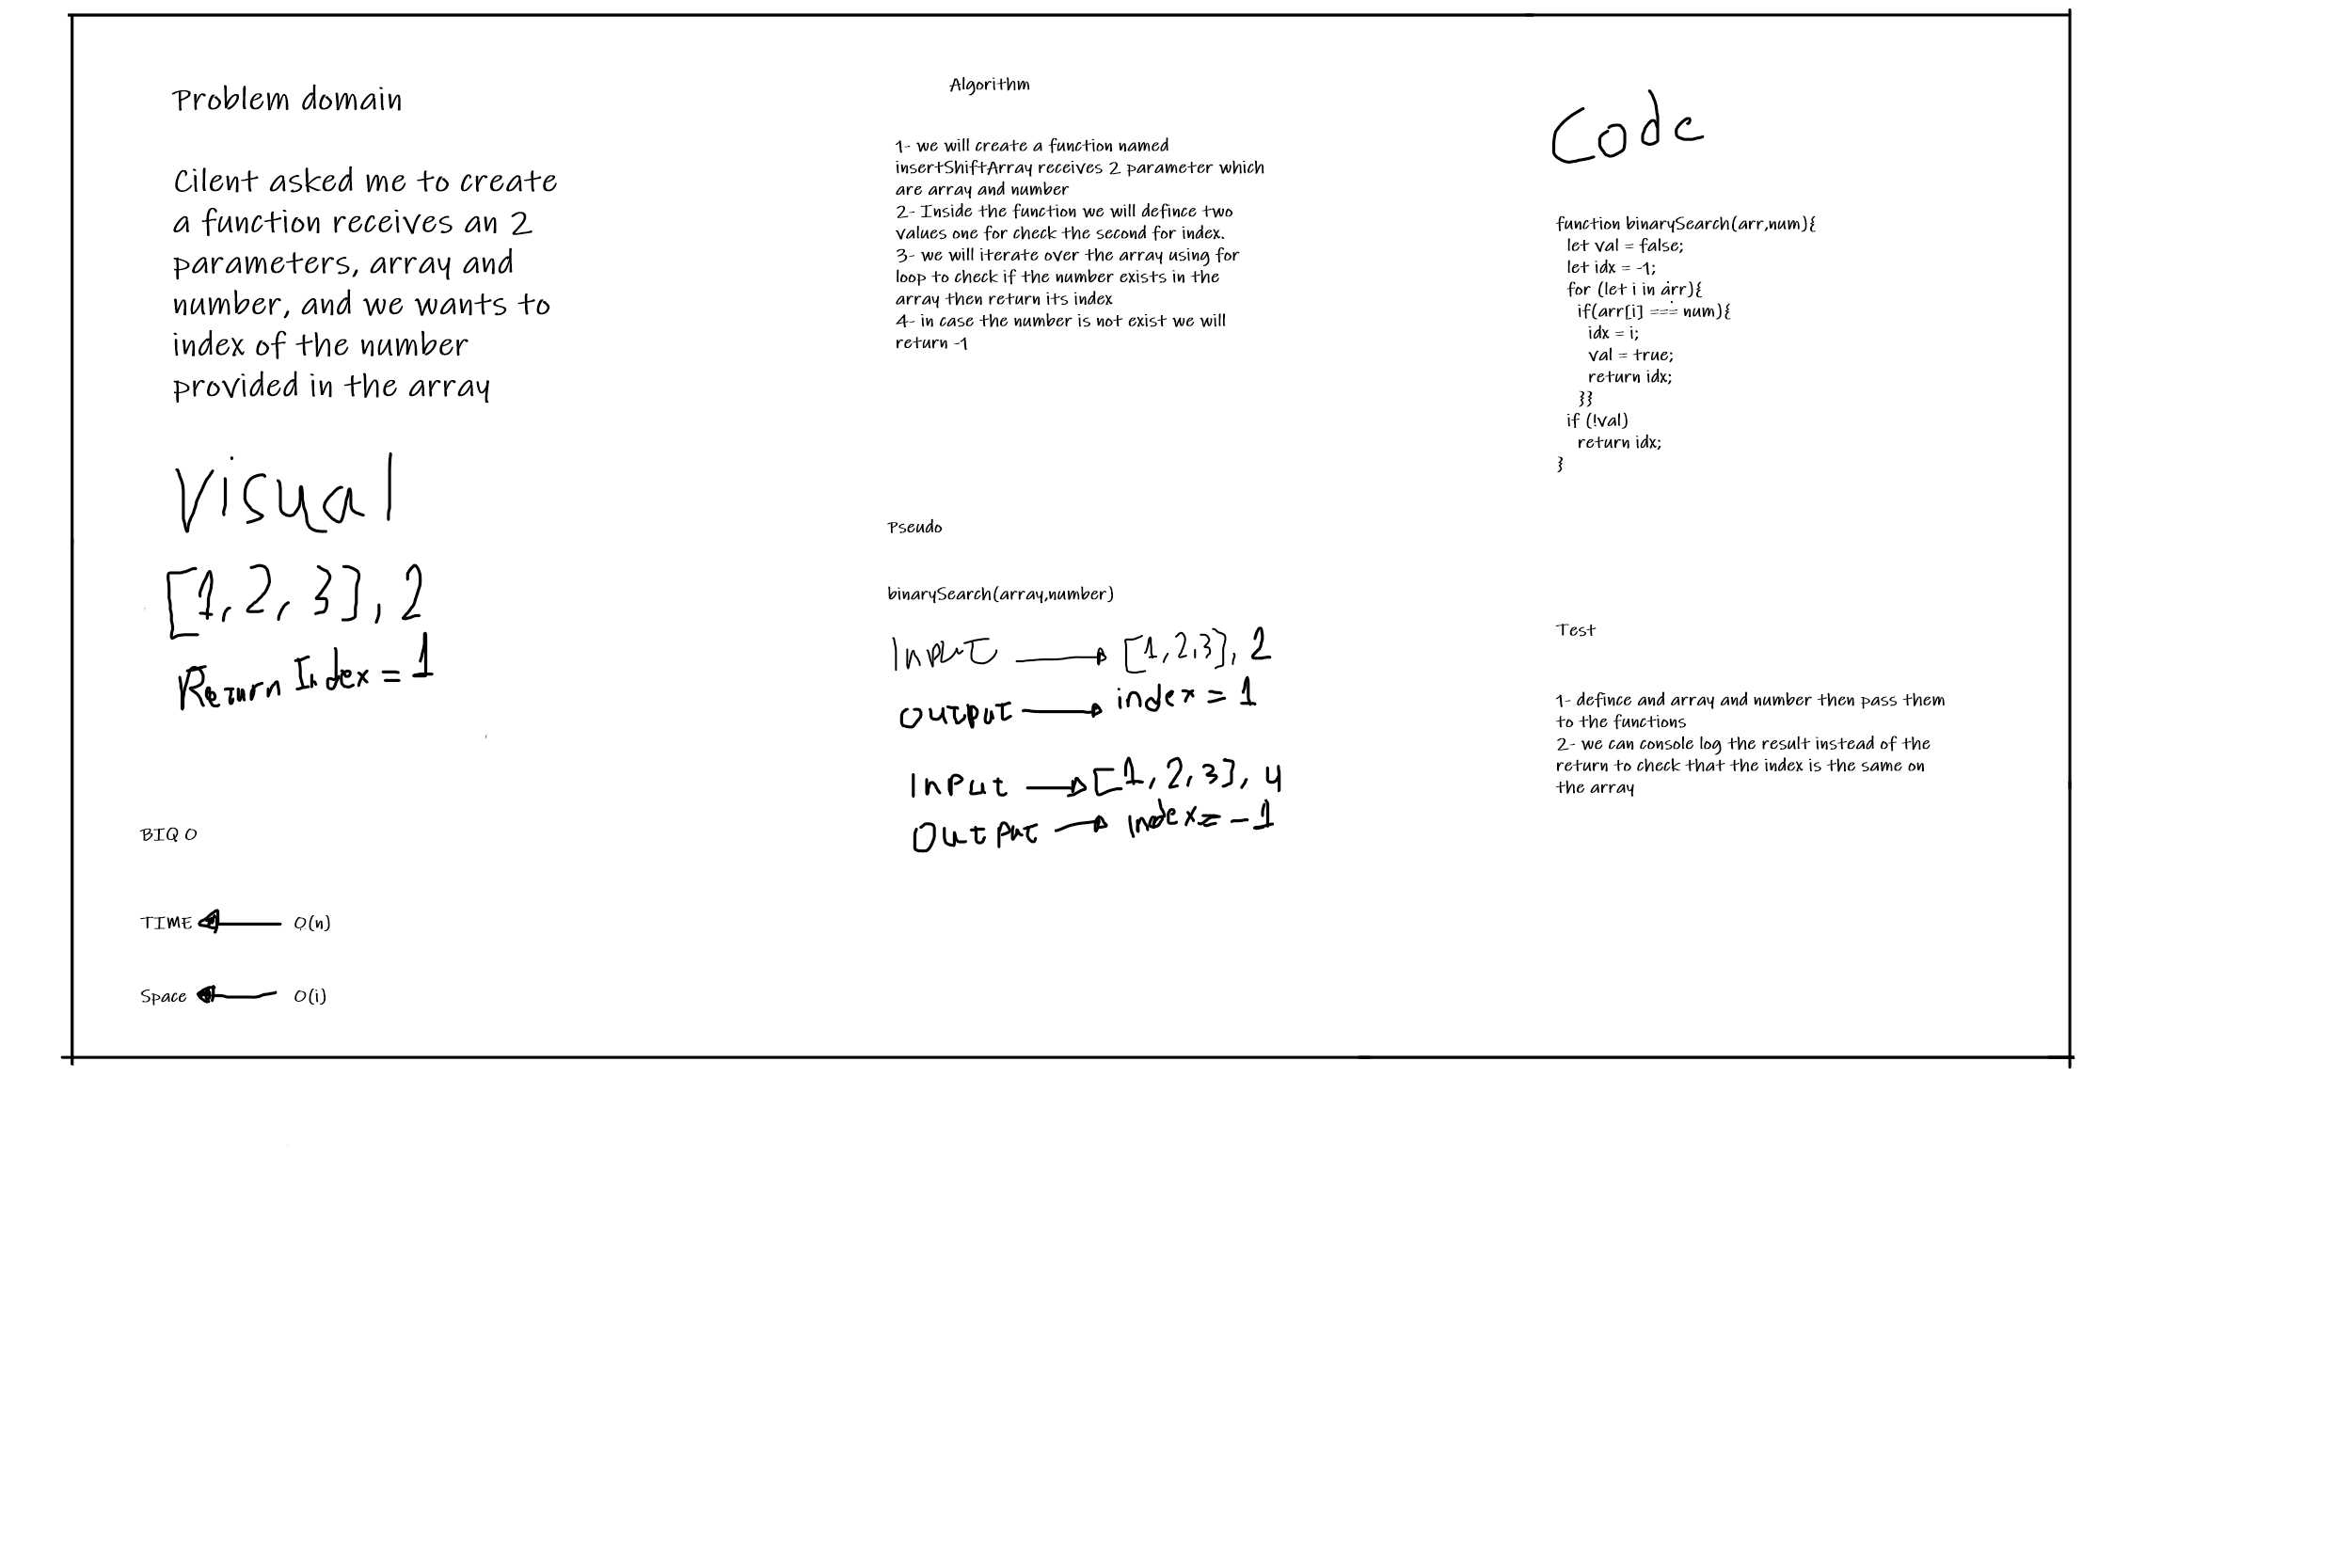 Problem domain
Cilent asked me to create
a function receives an 2
parameters, array and
number, and we wants to
index of the number
provided in the array
Visual
[1, 2, 3], 2
Return Index = 1
BIQ O
TIME O(n)
Space O(i)
Algorithm
1- we will create a function named
insertShiftArray receives 2 parameter which
are array and number
2- Inside the function we will defince two
values one for check the second for index.
3- we will iterate over the array using for
loop to check if the number exists in the
array then return its index
4- in case the number is not exist we will
return -1
Pseudo
binarySearch(array,number)
Input [1,2,3], 2
output index = 1
Input [1, 2, 3], 4
Output Index = -1
Code
function binarySearch(arr,num){
let val = false;
let idx = -1;
for (let i in arr){
if(arr[i] === num){
idx = i;
val = true;
return idx;
}}
if (!val)
return idx;
}
Test
1- defince and array and number then pass them
to the functions
2- we can console log the result instead of the
return to check that the index is the same on
the array